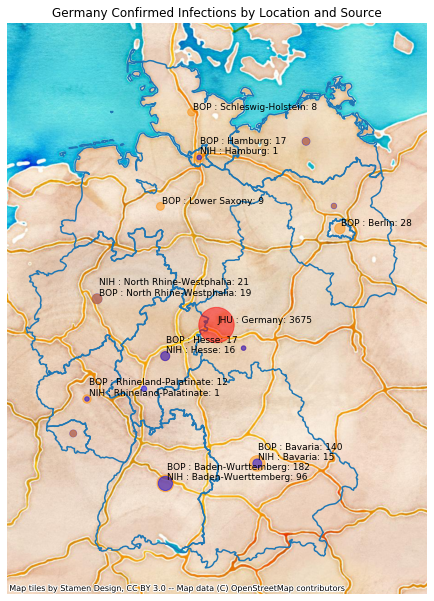 Germany Confirmed Infections by Location and Source
BOP : Schleswig-Holstein: 8
BOP : Hamburg: 17
NIH : Hamburg: 1
BOP : Lower Saxony: 9
BOP : Berlin: 28
NIH : North Rhine-Westphalia: 21
BOP : North Rhine-Westphalia: 19
JHU : Germany: 3675
BOP : Hesse: 17
NIH : Hesse: 16
BOP : Rhineland-Palatinate: 12
NIH : Rhineland-Palatinate: 1
BOP : Bavaria: 140
NIH : Bavaria: 15
BOP : Baden-Wurttemberg: 182
NIH : Baden-Wuerttemberg: 96
Map tiles by Stamen Design, CC BY 3.0 -- Map data (C) OpenStreetMap contributors